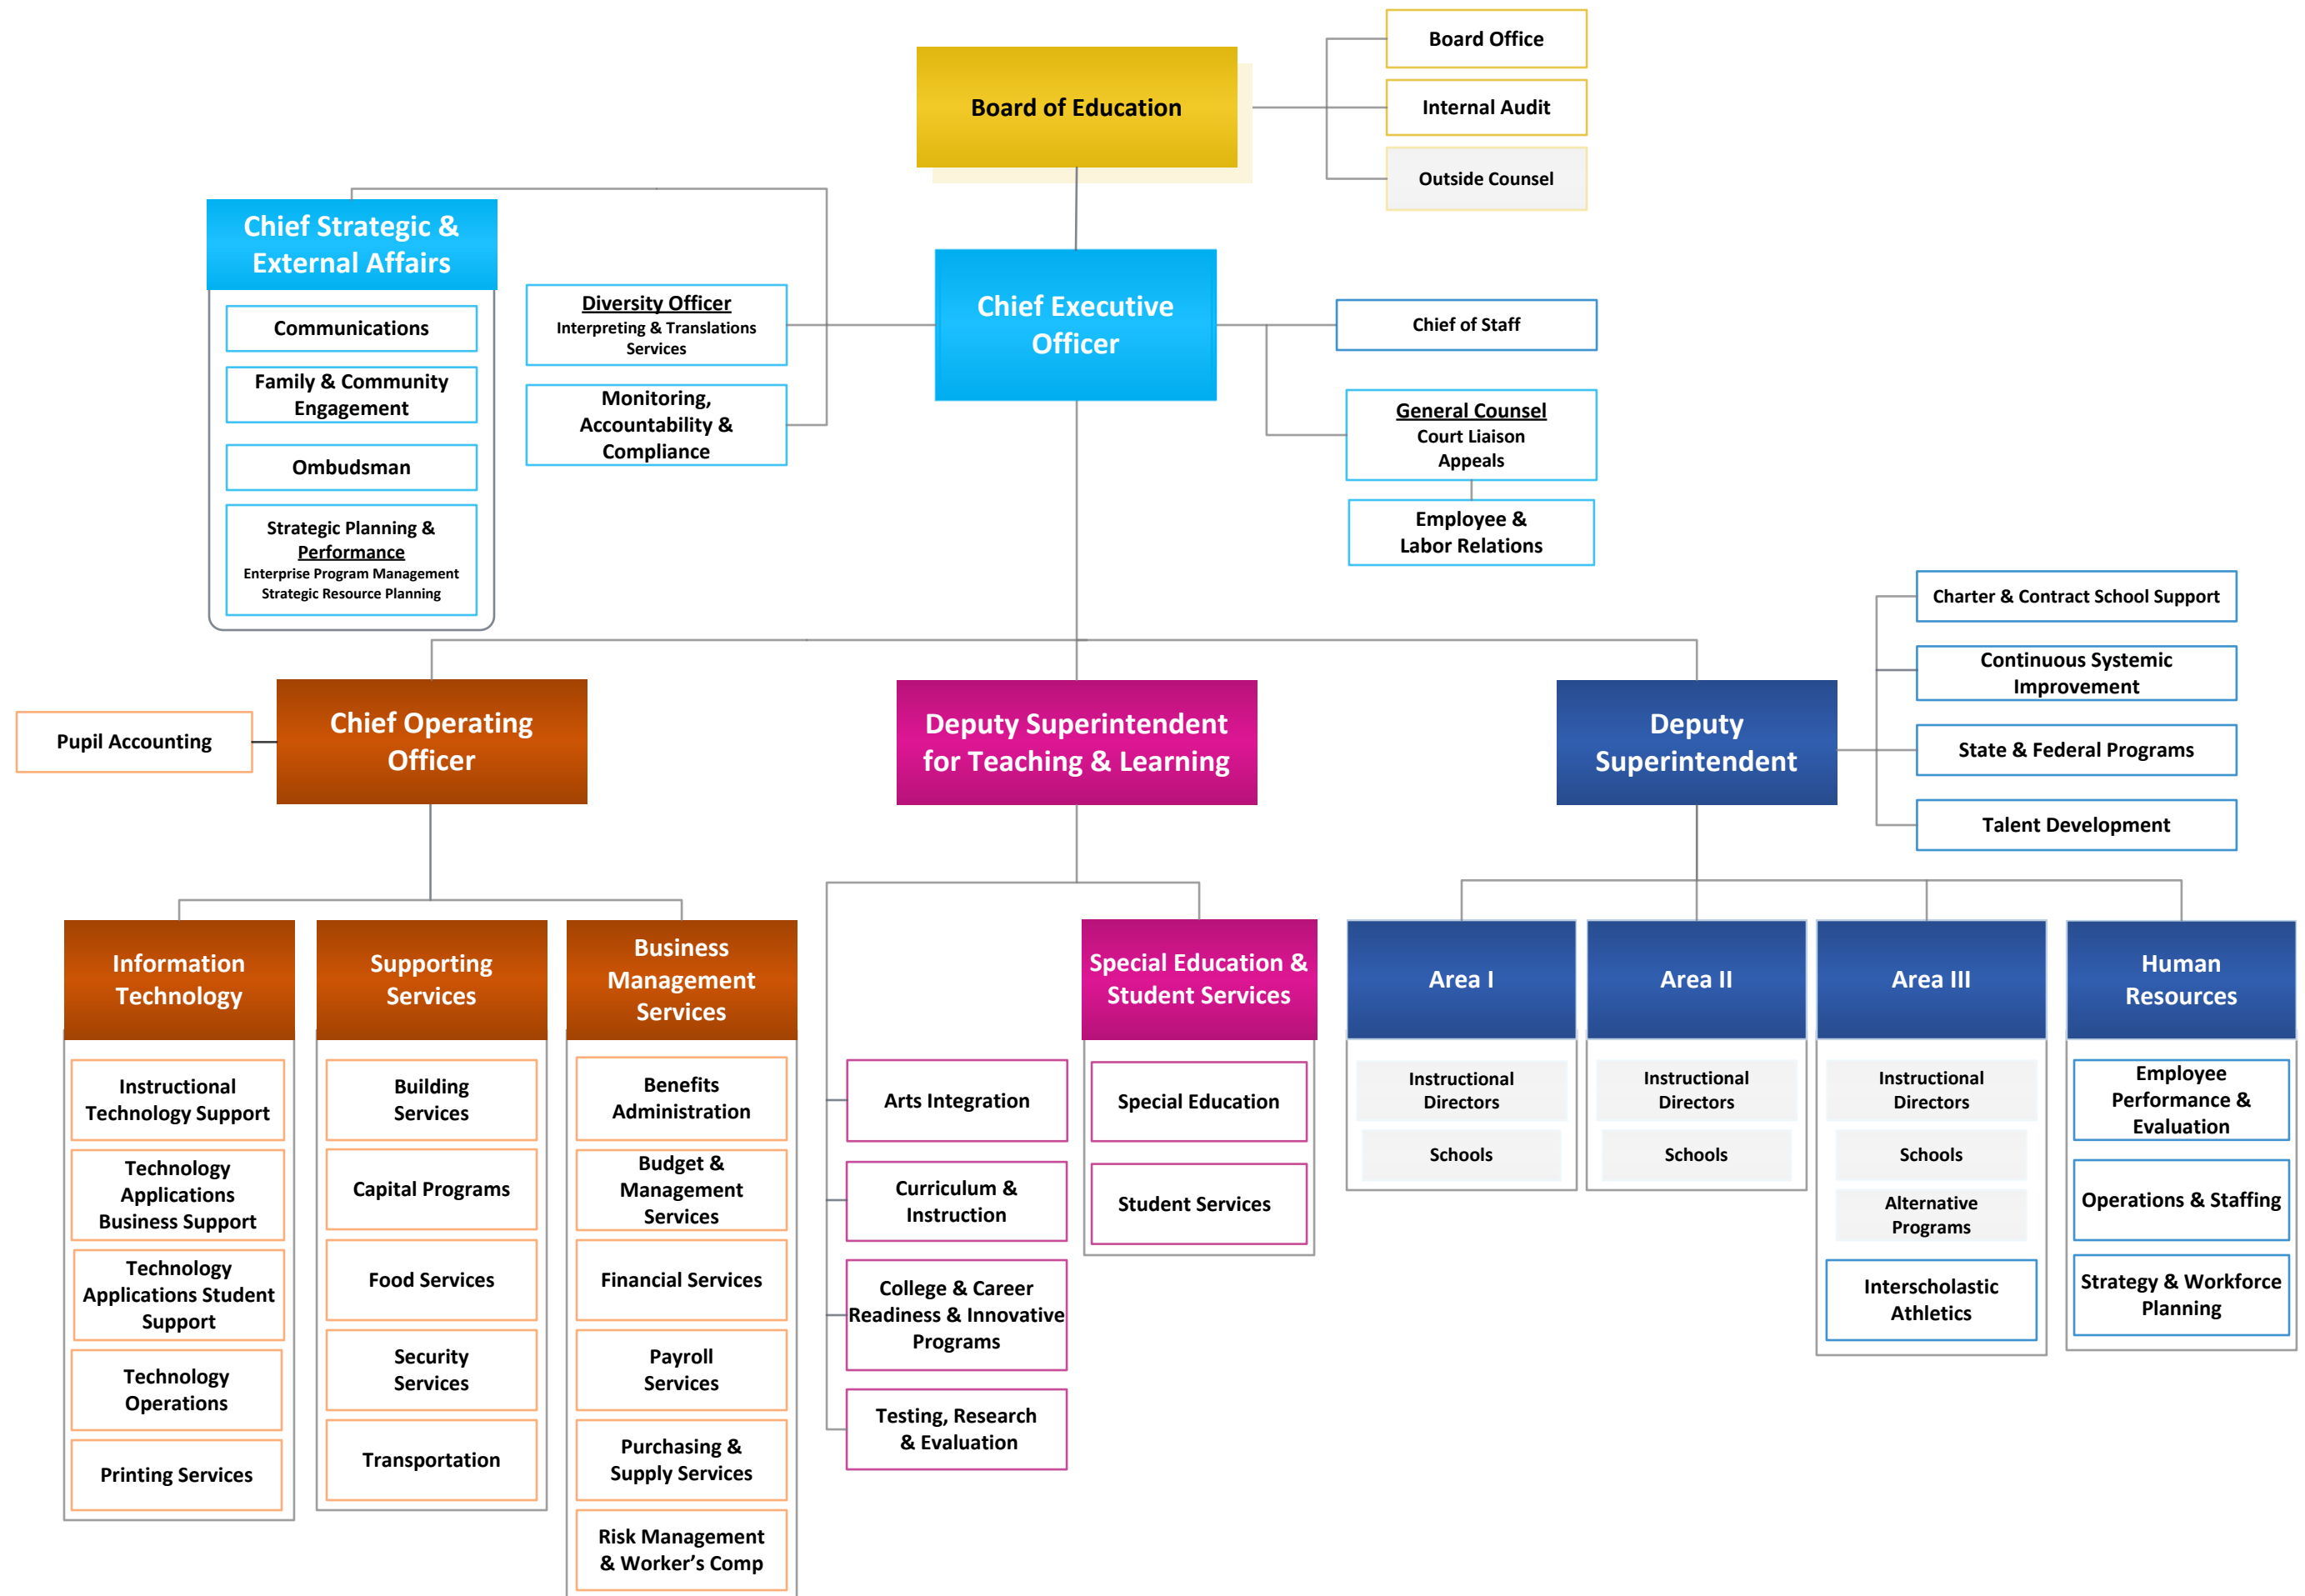 Board of Education
Board Office
Internal Audit
Outside Counsel
Chief Strategic &
External Affairs
Communications
Family & Community
Engagement
Ombudsman
Strategic Planning &
Performance
Enterprise Program Management
Strategic Resource Planning
Diversity Officer
Interpreting & Translations
Services
Monitoring,
Accountability &
Compliance
Chief Executive
Officer
Chief of Staff
General Counsel
Court Liaison
Appeals
Employee &
Labor Relations
Pupil Accounting
Chief Operating
Officer
Deputy Superintendent
for Teaching & Learning
Deputy
Superintendent
Charter & Contract School Support
Continuous Systemic
Improvement
State & Federal Programs
Talent Development
Information
Technology
Instructional
Technology Support
Technology
Applications
Business Support
Technology
Applications Student
Support
Technology
Operations
Printing Services
Supporting
Services
Building
Services
Capital Programs
Food Services
Security
Services
Transportation
Business
Management
Services
Benefits
Administration
Budget &
Management
Services
Financial Services
Payroll
Services
Purchasing &
Supply Services
Risk Management
& Worker’s Comp
Arts Integration
Curriculum &
Instruction
College & Career
Readiness & Innovative
Programs
Testing, Research
& Evaluation
Special Education &
Student Services
Special Education
Student Services
Area I
Instructional
Directors
Schools
Area II
Instructional
Directors
Schools
Area III
Instructional
Directors
Schools
Alternative
Programs
Interscholastic
Athletics
Human
Resources
Employee
Performance &
Evaluation
Operations & Staffing
Strategy & Workforce
Planning